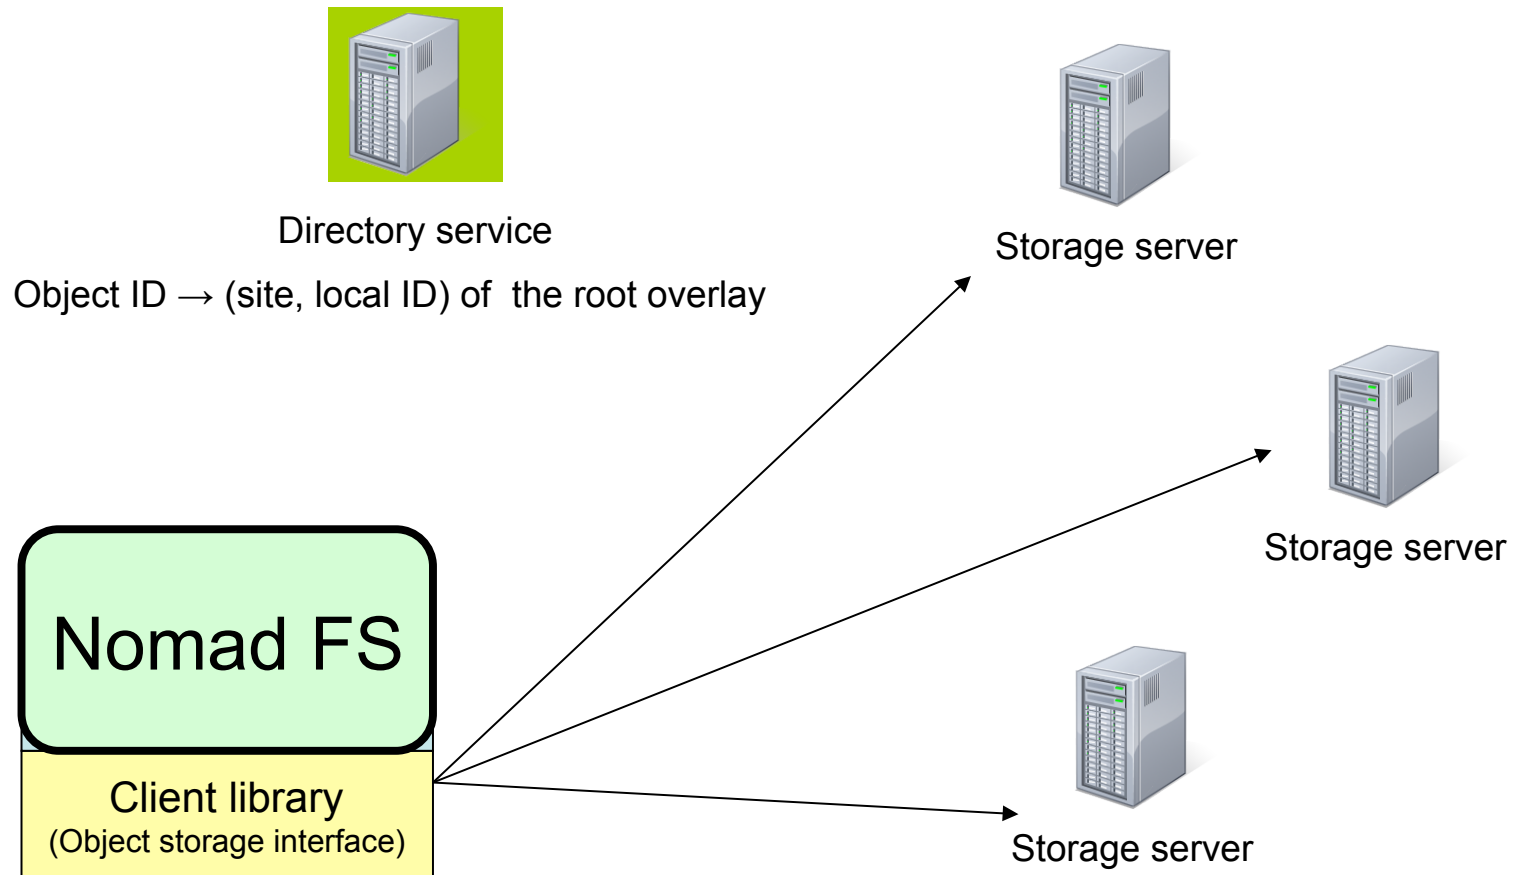 Directory service
Object ID → (site, local ID) of the root overlay
Storage server
Storage server
Nomad FS
Client library
(Object storage interface)
Storage server